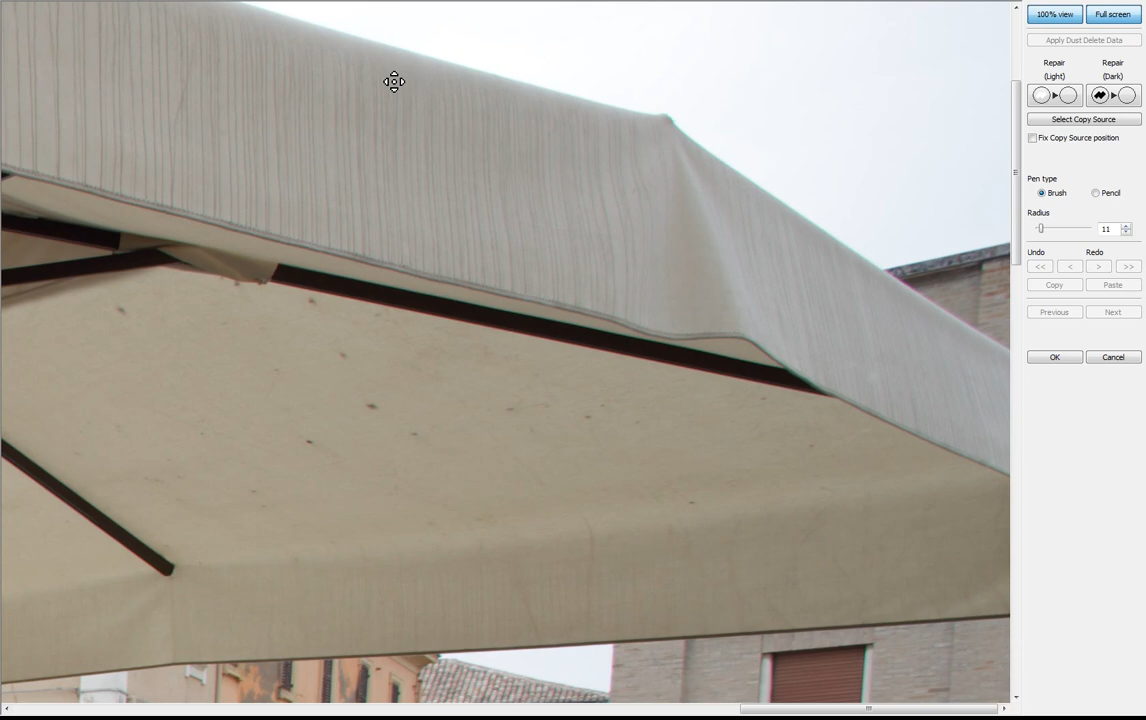 100% view Full screen
Apply Dust Delete Data
Repair Repair
(Light) (Dark)
Select Copy Source
Fix Copy Source position
Pen type
Brush Pencil
Radius
11
Undo Redo
<< < > >>
Copy Paste
Previous Next
OK Cancel